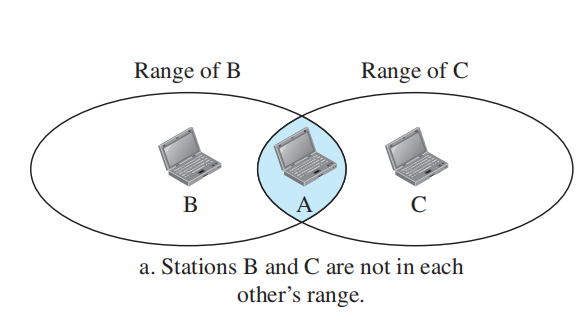 Range of B
Range of C
B
A
C
a. Stations B and C are not in each
other's range.